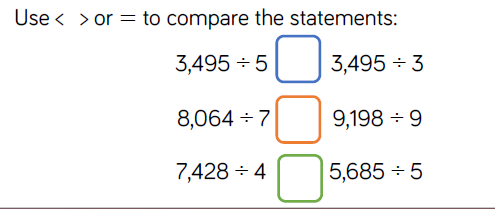 Use < > or = to compare the statements:
3,495 ÷ 5 3,495 ÷ 3
8,064 ÷ 7 9,198 ÷ 9
7,428 ÷ 4 5,685 ÷ 5